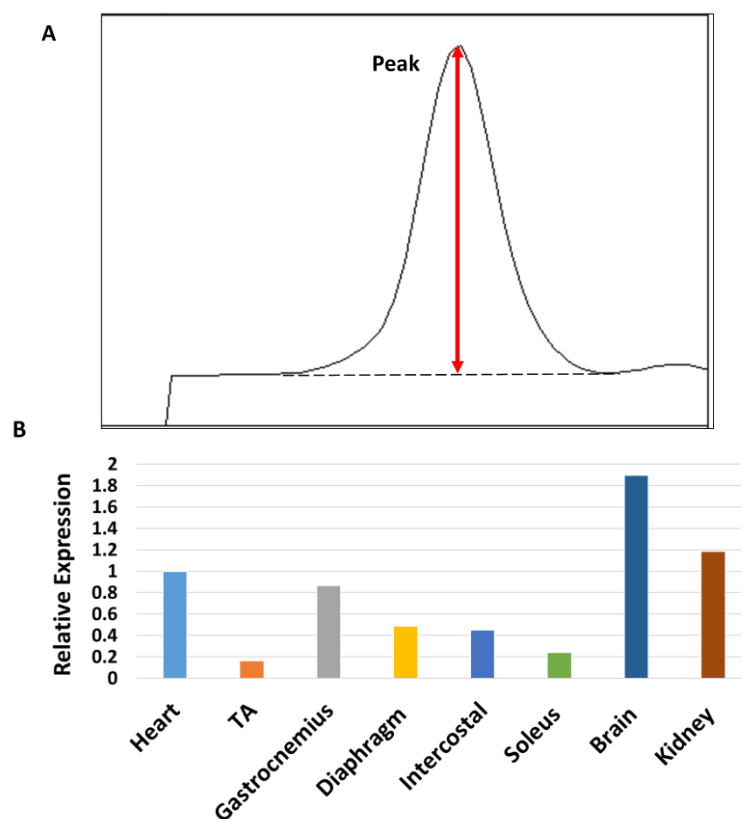 A
Peak
B
Relative Expression
2
1.8
1.6
1.4
1.2
1
0.8
0.6
0.4
0.2
0
Heart
TA
Gastrocnemius
Diaphragm
Intercostal
Soleus
Brain
Kidney